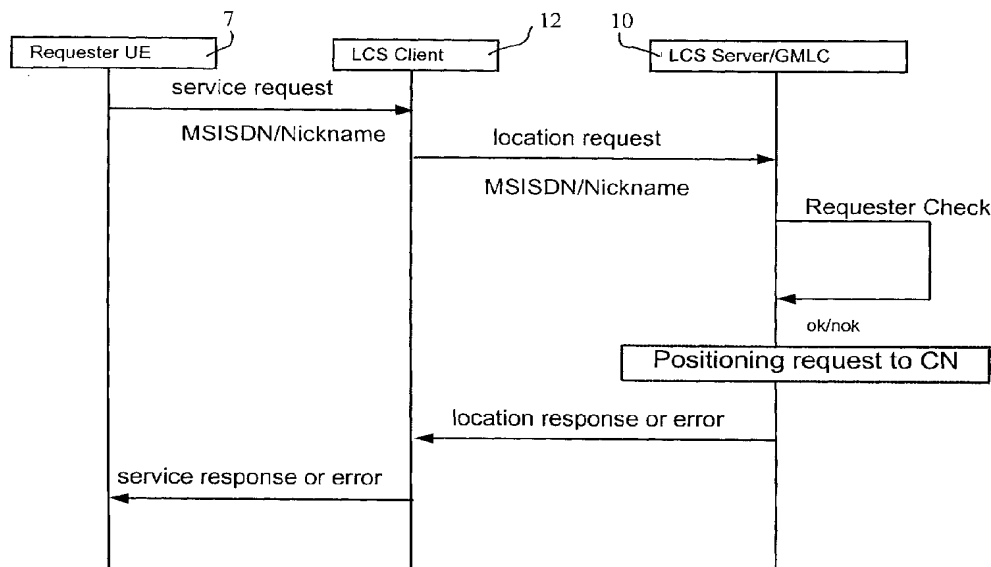 7
12
10
Requester UE
LCS Client
LCS Server/GMLC
service request
MSISDN/Nickname
location request
MSISDN/Nickname
Requester Check
ok/nok
Positioning request to CN
location response or error
service response or error